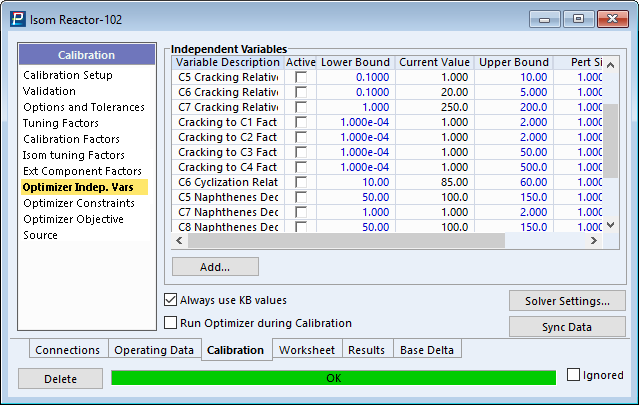 Isom Reactor-102
Calibration
Calibration Setup
Validation
Options and Tolerances
Tuning Factors
Calibration Factors
Isom tuning Factors
Ext Component Factors
Optimizer Indep. Vars
Optimizer Constraints
Optimizer Objective
Source
Independent Variables
Variable Description Active Lower Bound Current Value Upper Bound Pert Si
C5 Cracking Relative 0.1000 1.000 10.00 1.000
C6 Cracking Relative 0.1000 20.00 5.000 1.000
C7 Cracking Relative 1.000 250.0 200.0 1.000
Cracking to C1 Fact 1.000e-04 1.000 2.000 1.000
Cracking to C2 Fact 1.000e-04 1.000 2.000 1.000
Cracking to C3 Fact 1.000e-04 1.000 50.00 1.000
Cracking to C4 Fact 1.000e-04 1.000 500.0 1.000
C6 Cyclization Relat 10.00 85.00 60.00 1.000
C5 Naphthenes Dec 50.00 100.0 150.0 1.000
C7 Naphthenes Dec 1.000 1.000 2.000 1.000
C8 Naphthenes Dec 50.00 100.0 150.0 1.000
Add...
Always use KB values
Run Optimizer during Calibration
Solver Settings...
Sync Data
Connections Operating Data Calibration Worksheet Results Base Delta
Delete OK Ignored